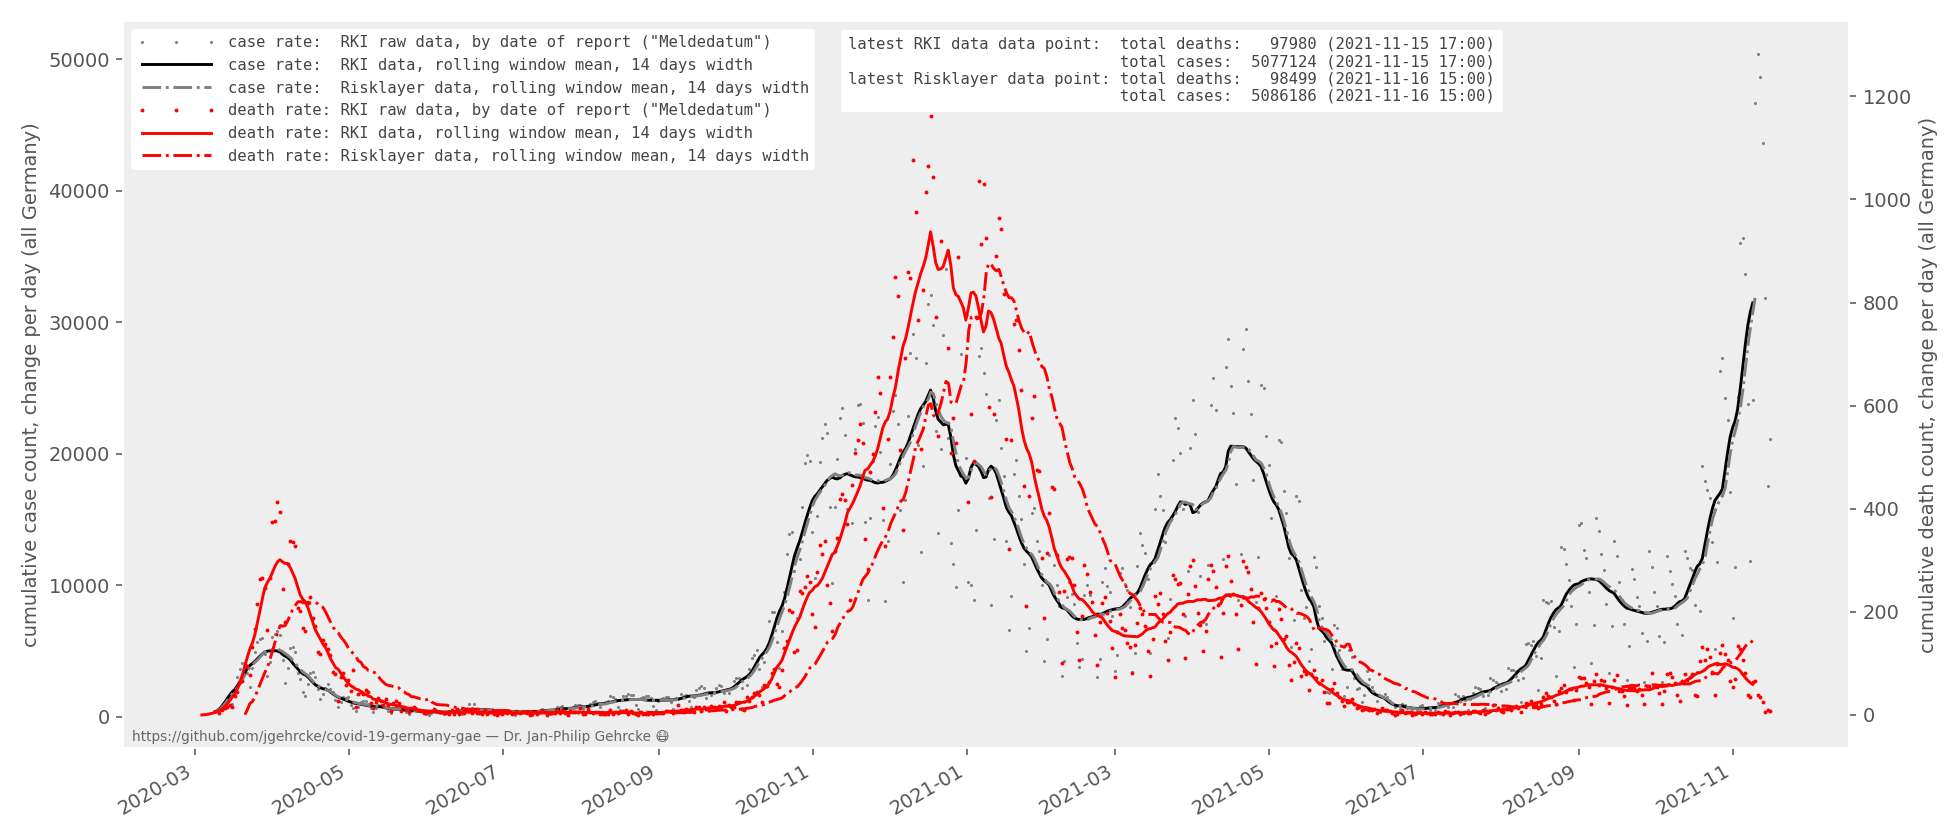 case rate:  RKI raw data, by date of report ("Meldedatum")
case rate:  RKI data, rolling window mean, 14 days width
case rate:  Risklayer data, rolling window mean, 14 days width
death rate: RKI raw data, by date of report ("Meldedatum")
death rate: RKI data, rolling window mean, 14 days width
death rate: Risklayer data, rolling window mean, 14 days width
latest RKI data data point:  total deaths:   97980 (2021-11-15 17:00)
total cases:  5077124 (2021-11-15 17:00)
latest Risklayer data point: total deaths:   98499 (2021-11-16 15:00)
total cases:  5086186 (2021-11-16 15:00)
cumulative case count, change per day (all Germany)
50000
40000
30000
20000
10000
0
cumulative death count, change per day (all Germany)
1200
1000
800
600
400
200
0
https://github.com/jgehrcke/covid-19-germany-gae — Dr. Jan-Philip Gehrcke 😷
2020-03
2020-05
2020-07
2020-09
2020-11
2021-01
2021-03
2021-05
2021-07
2021-09
2021-11